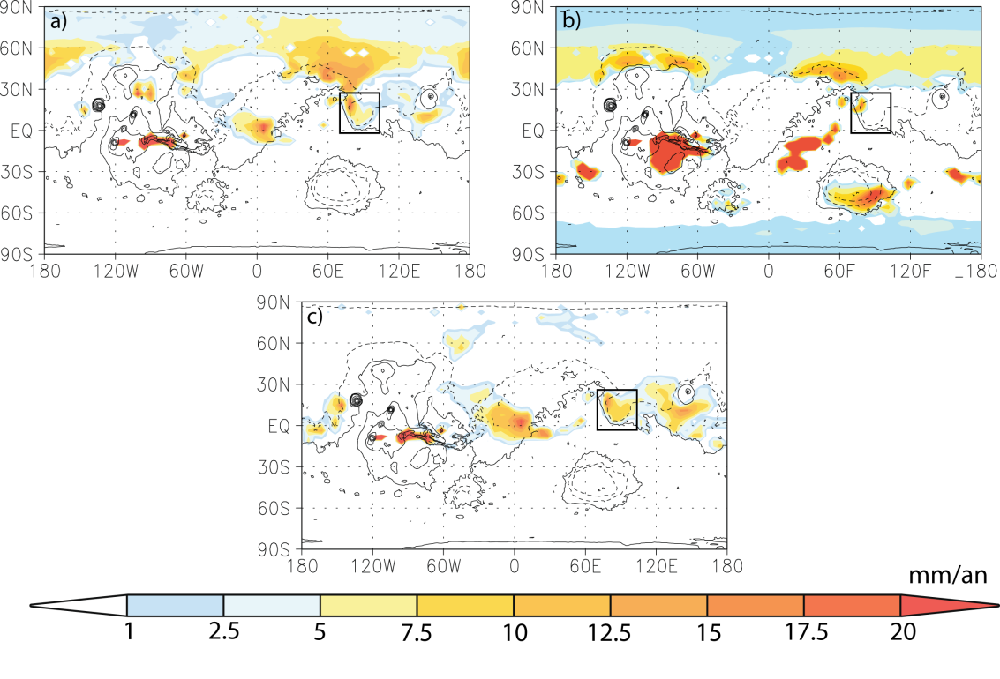 90N
a)
60N
30N
EQ
30S
60S
90S
180 120W 60W 0 60E 120E 180
90N
b)
60N
30N
EQ
30S
60S
90S
180 120W 60W 0 60F 120F _180
90N
c)
60N
30N
EQ
30S
60S
90S
180 120W 60W 0 60E 120E 180
mm/an
1 2.5 5 7.5 10 12.5 15 17.5 20